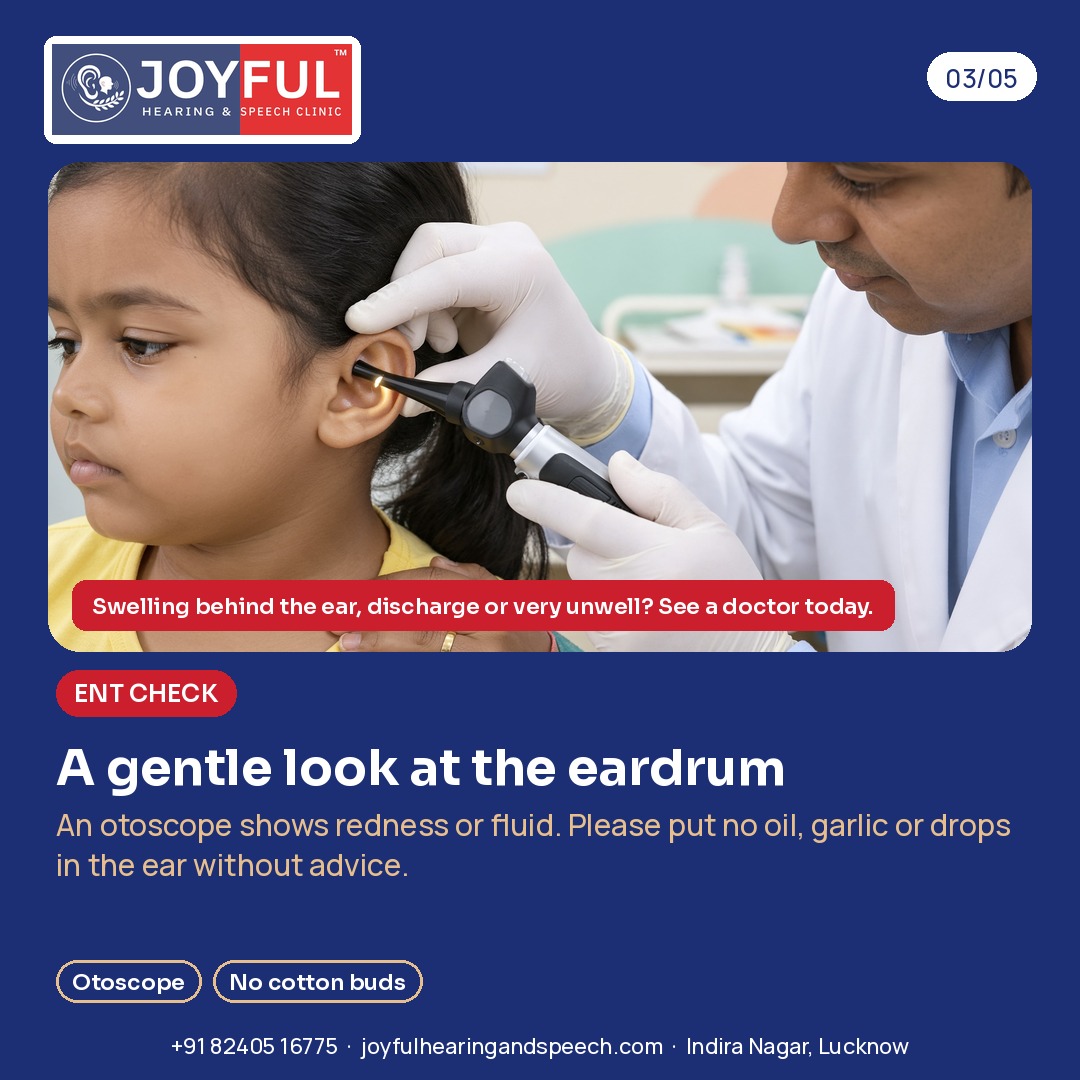 JOYFUL™
HEARING & SPEECH CLINIC
03/05
Swelling behind the ear, discharge or very unwell? See a doctor today.
ENT CHECK
A gentle look at the eardrum
An otoscope shows redness or fluid. Please put no oil, garlic or drops
in the ear without advice.
Otoscope
No cotton buds
+91 82405 16775 · joyfulhearingandspeech.com · Indira Nagar, Lucknow